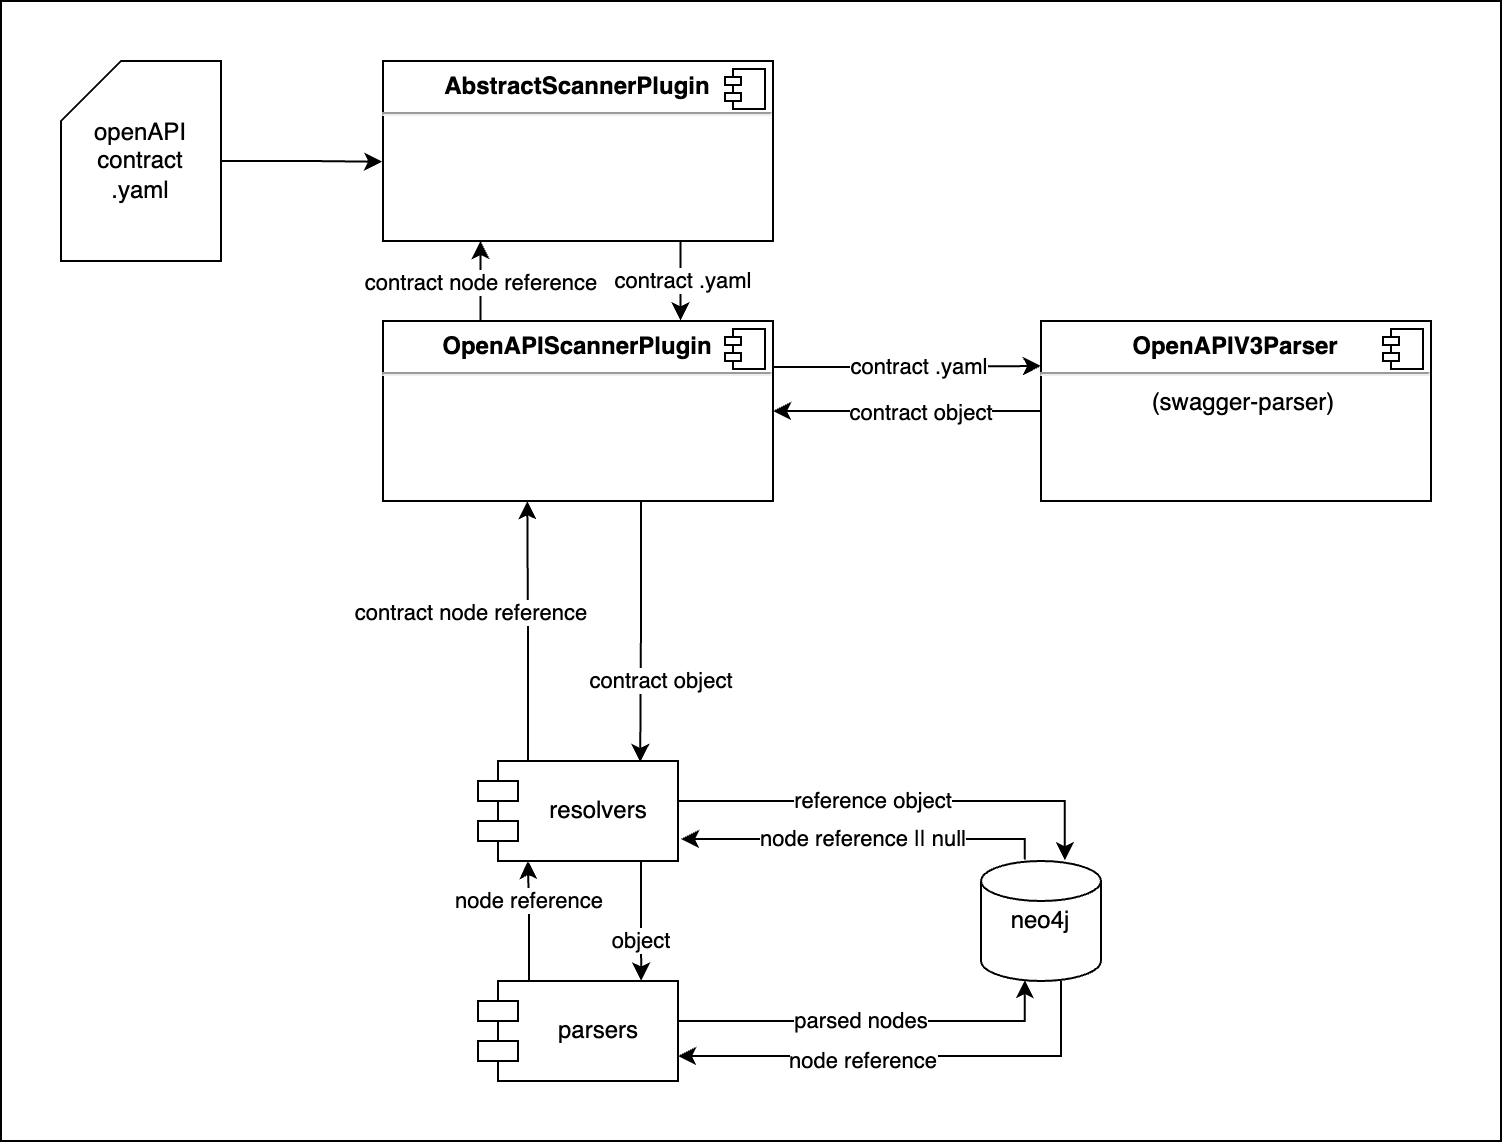 openAPI
contract
.yaml
AbstractScannerPlugin
contract node reference
contract .yaml
OpenAPIScannerPlugin
contract .yaml
contract object
OpenAPIV3Parser
(swagger-parser)
contract node reference
contract object
resolvers
reference object
node reference || null
node reference
object
neo4j
parsers
parsed nodes
node reference